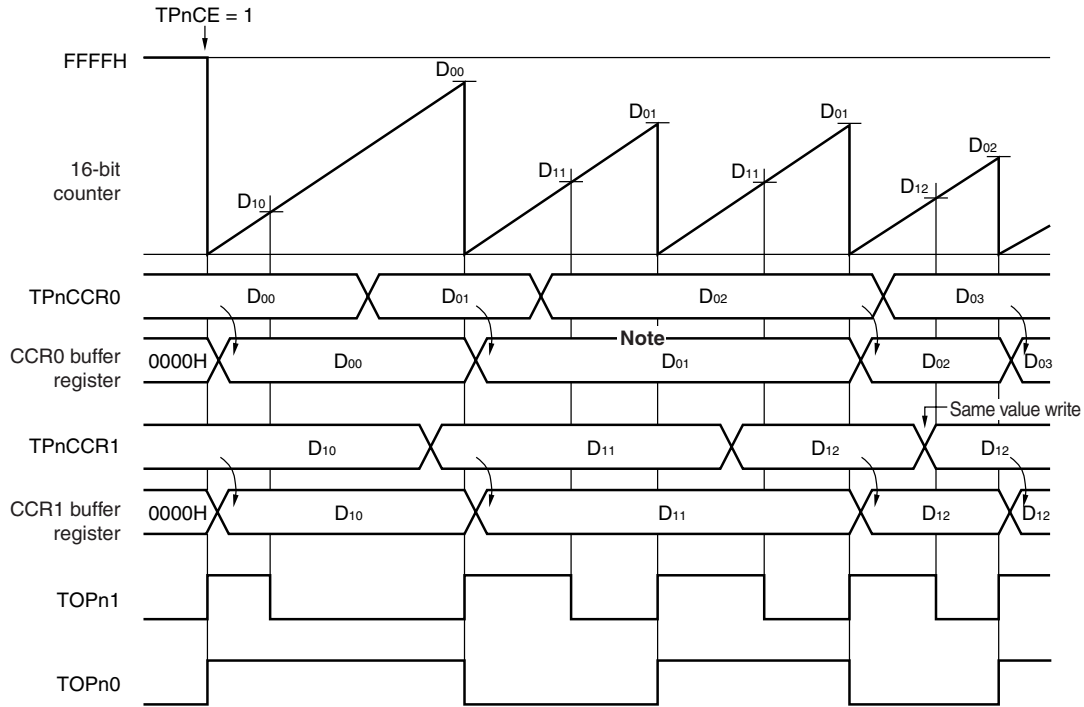 TPnCE = 1
FFFFH
16-bit
counter
D10
D00
D11
D01
D11
D01
D12
D02
TPnCCR0
D00
D01
D02
D03
Note
CCR0 buffer
register
0000H
D00
D01
D02
D03
Same value write
TPnCCR1
D10
D11
D12
D12
CCR1 buffer
register
0000H
D10
D11
D12
D12
TOPn1
TOPn0